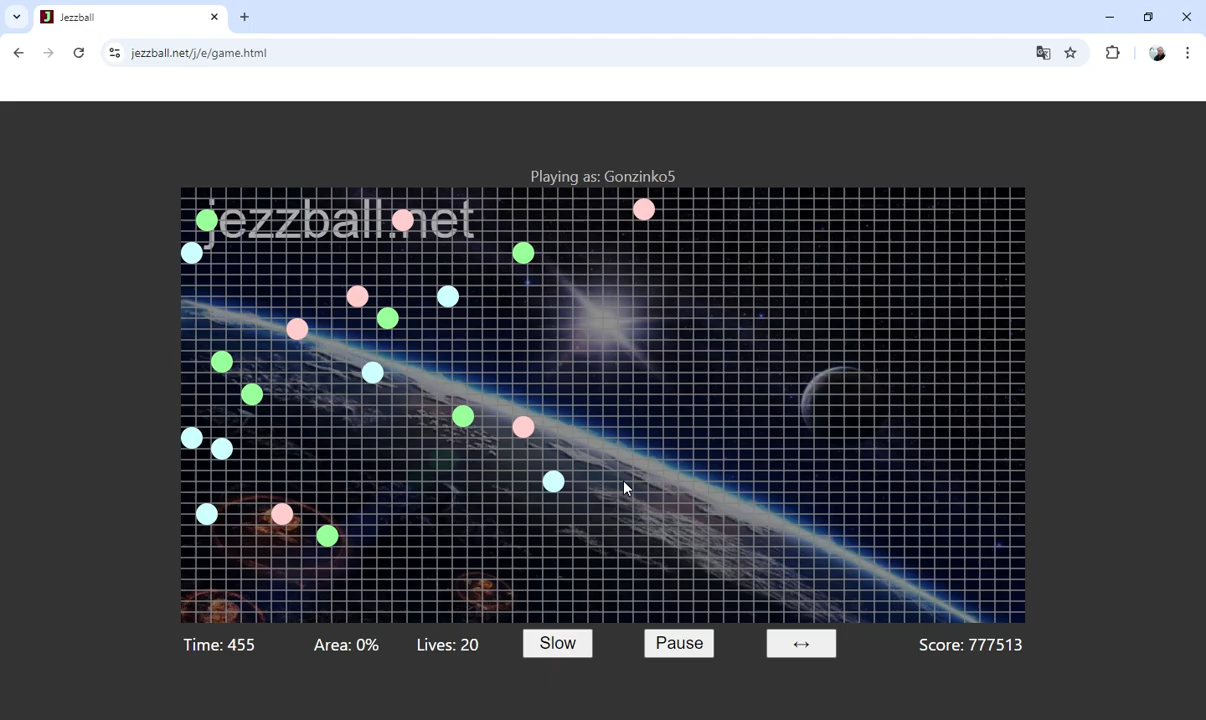 Jezzball
jezzball.net/j/e/game.html
Playing as: Gonzinko5
jezzball.net
Time: 455
Area: 0%
Lives: 20
Slow
Pause
↔
Score: 777513